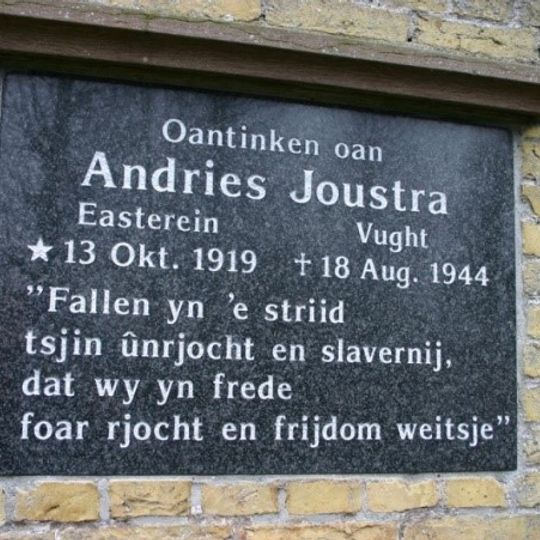 Oantinken oan
Andries Joustra
Easterein Vught
★ 13 Okt. 1919 † 18 Aug. 1944
"Fallen yn 'e striid
tsjin ûnrjocht en slavernij,
dat wy yn frede
foar rjocht en frijdom weitsje"